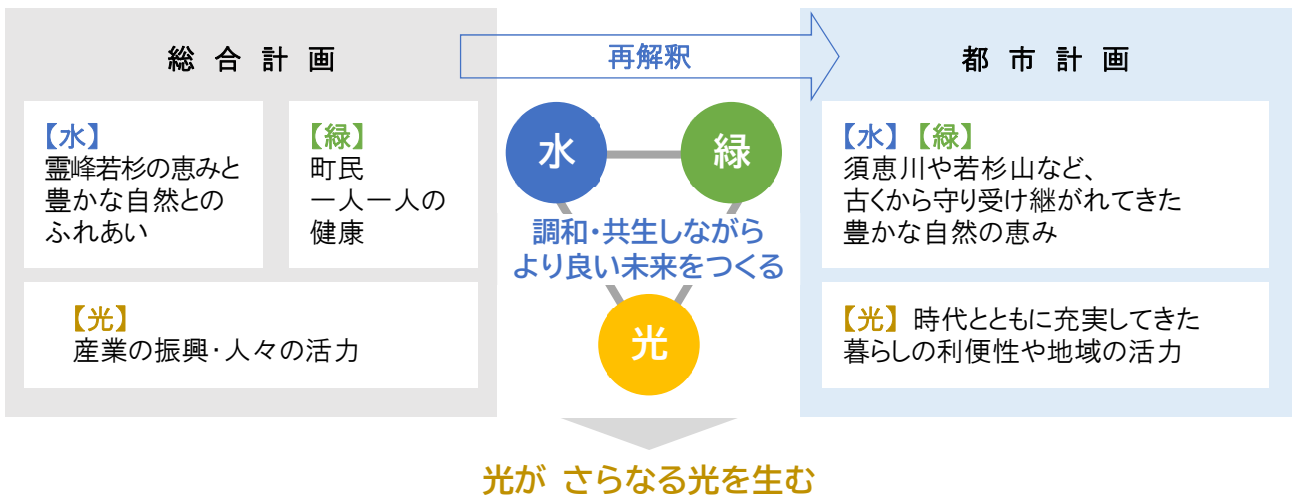 総合計画
再解釈
都市計画
【水】
霊峰若杉の恵みと
豊かな自然との
ふれあい
【緑】
町民
一人一人の
健康
【光】
産業の振興・人々の活力
水
緑
調和・共生しながら
より良い未来をつくる
光
【水】【緑】
須恵川や若杉山など、
古くから守り受け継がれてきた
豊かな自然の恵み
【光】 時代とともに充実してきた
暮らしの利便性や地域の活力
光が さらなる光を生む